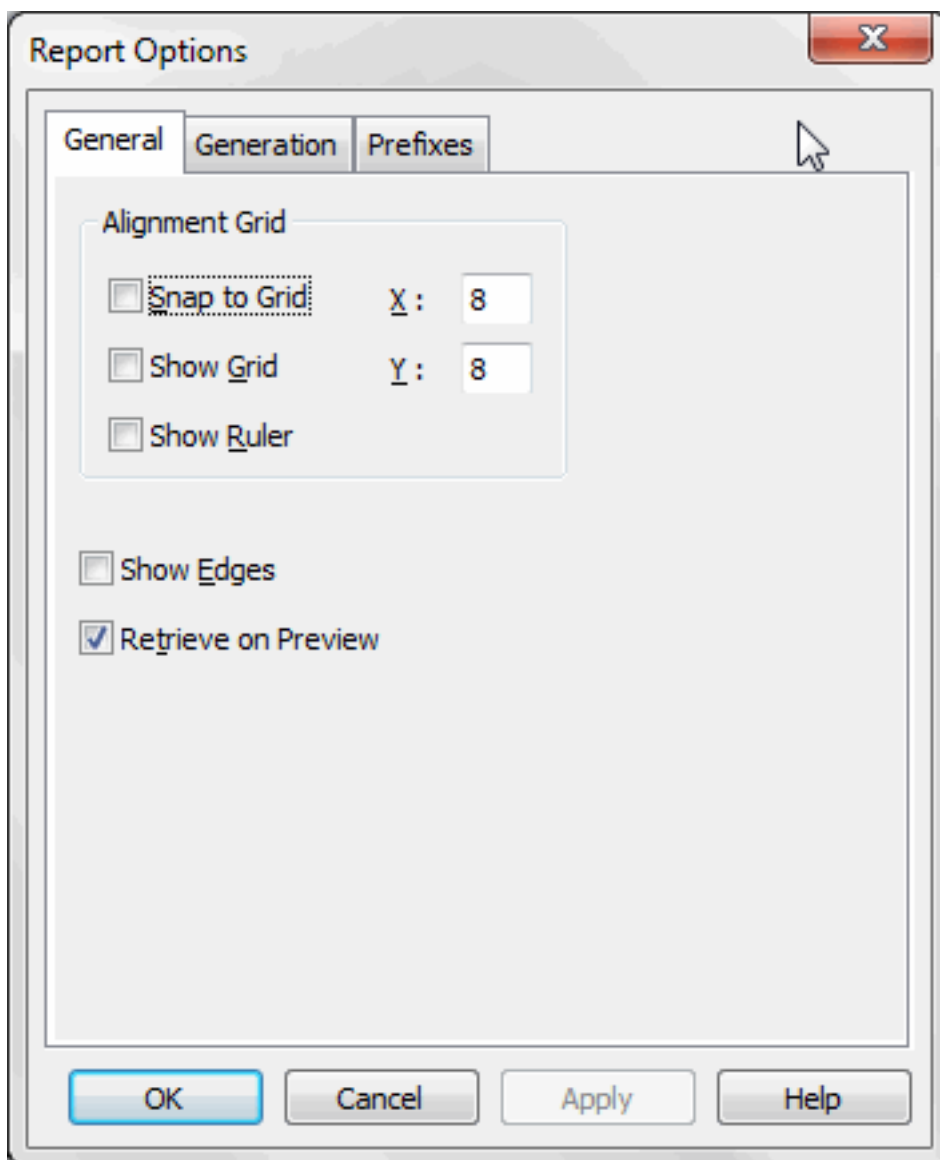 Report Options
General Generation Prefixes
Alignment Grid
Snap to Grid X : 8
Show Grid Y : 8
Show Ruler
Show Edges
Retrieve on Preview
OK Cancel Apply Help